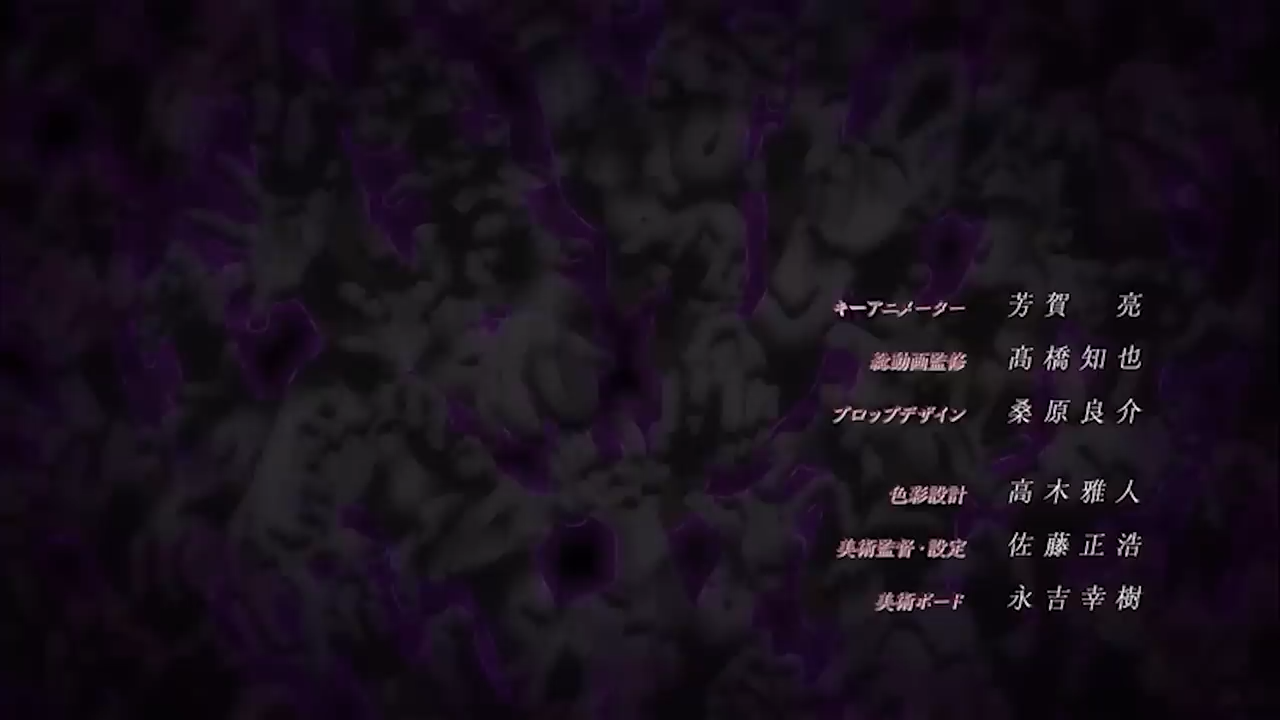 キーアニメーター 芳賀 亮
総動画監修 髙橋知也
プロップデザイン 桑原良介
色彩設計 高木雅人
美術監督・設定 佐藤正浩
美術ボード 永吉幸樹